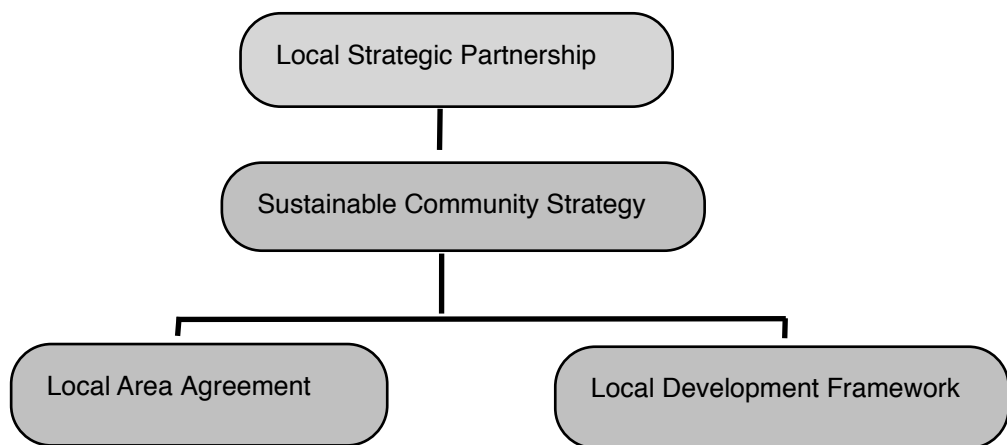 Local Strategic Partnership
Sustainable Community Strategy
Local Area Agreement
Local Development Framework